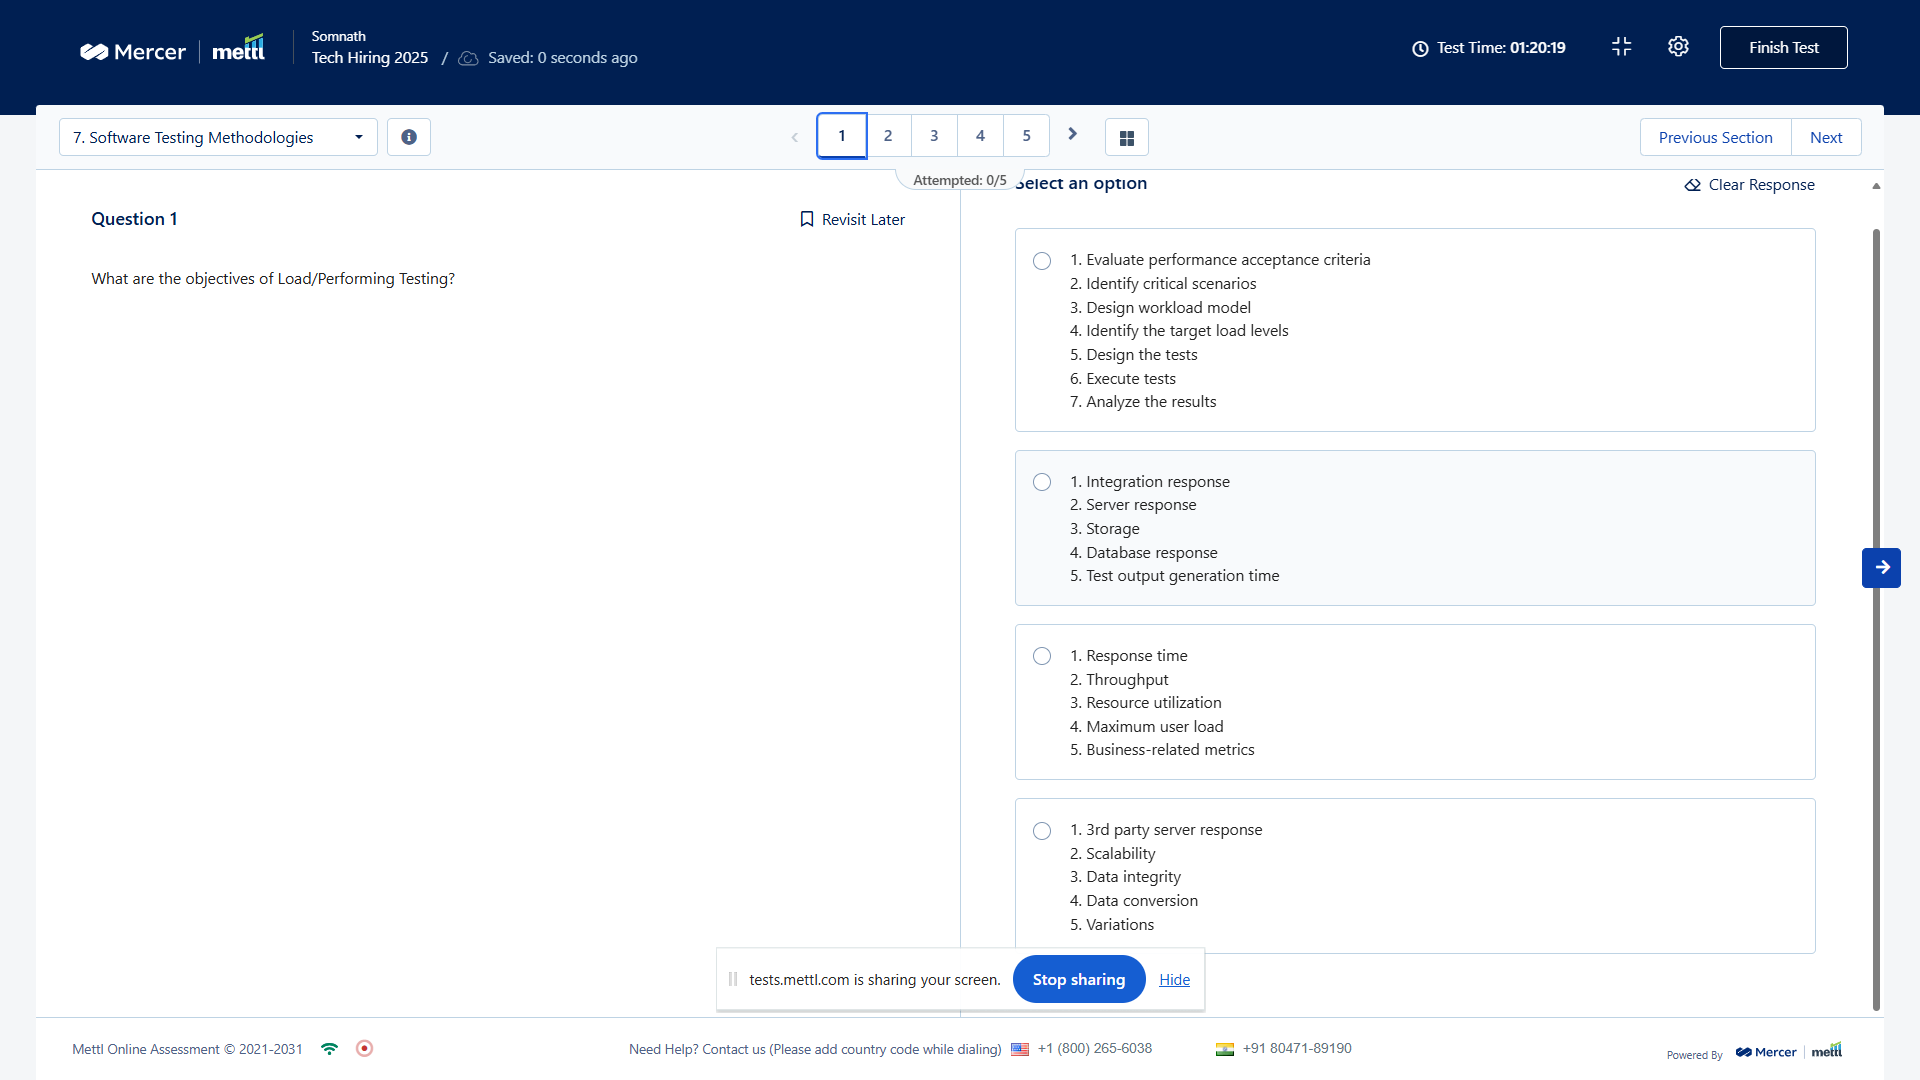 Mercer
mettl
Somnath
Tech Hiring 2025 / Saved: 0 seconds ago
Test Time: 01:20:19
Finish Test
7. Software Testing Methodologies
1 2 3 4 5
Previous Section
Next
Attempted: 0/5
Question 1
Revisit Later
What are the objectives of Load/Performing Testing?
Select an option
Clear Response
1. Evaluate performance acceptance criteria
2. Identify critical scenarios
3. Design workload model
4. Identify the target load levels
5. Design the tests
6. Execute tests
7. Analyze the results
1. Integration response
2. Server response
3. Storage
4. Database response
5. Test output generation time
1. Response time
2. Throughput
3. Resource utilization
4. Maximum user load
5. Business-related metrics
1. 3rd party server response
2. Scalability
3. Data integrity
4. Data conversion
5. Variations
tests.mettl.com is sharing your screen.
Stop sharing
Hide
Mettl Online Assessment © 2021-2031
Need Help? Contact us (Please add country code while dialing)
+1 (800) 265-6038
+91 80471-89190
Powered By
Mercer
mettl